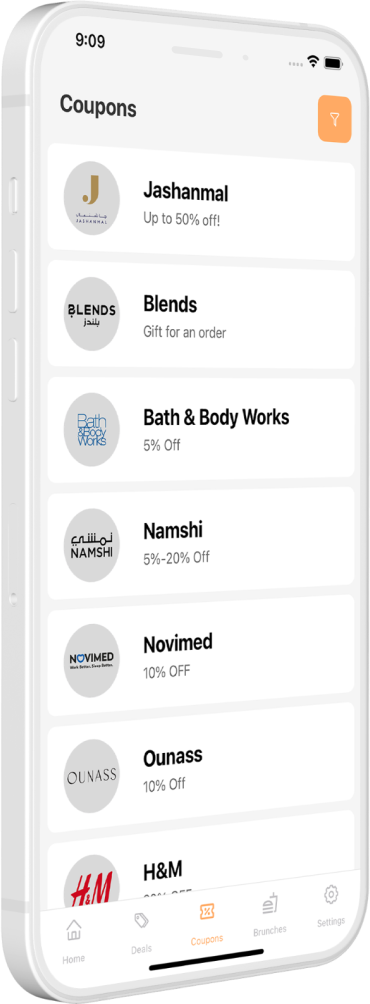 9:09
Coupons
جاشنمال
JASHANMAL
Jashanmal
Up to 50% off!
BLENDS
بلندز
Blends
Gift for an order
Bath
&Body
Works
Bath & Body Works
5% Off
نمشي
NAMSHI
Namshi
5%-20% Off
NOVIMED
Work Better. Sleep Better.
Novimed
10% OFF
OUNASS
Ounass
10% Off
H&M
H&M
Home
Deals
Coupons
Brunches
Settings